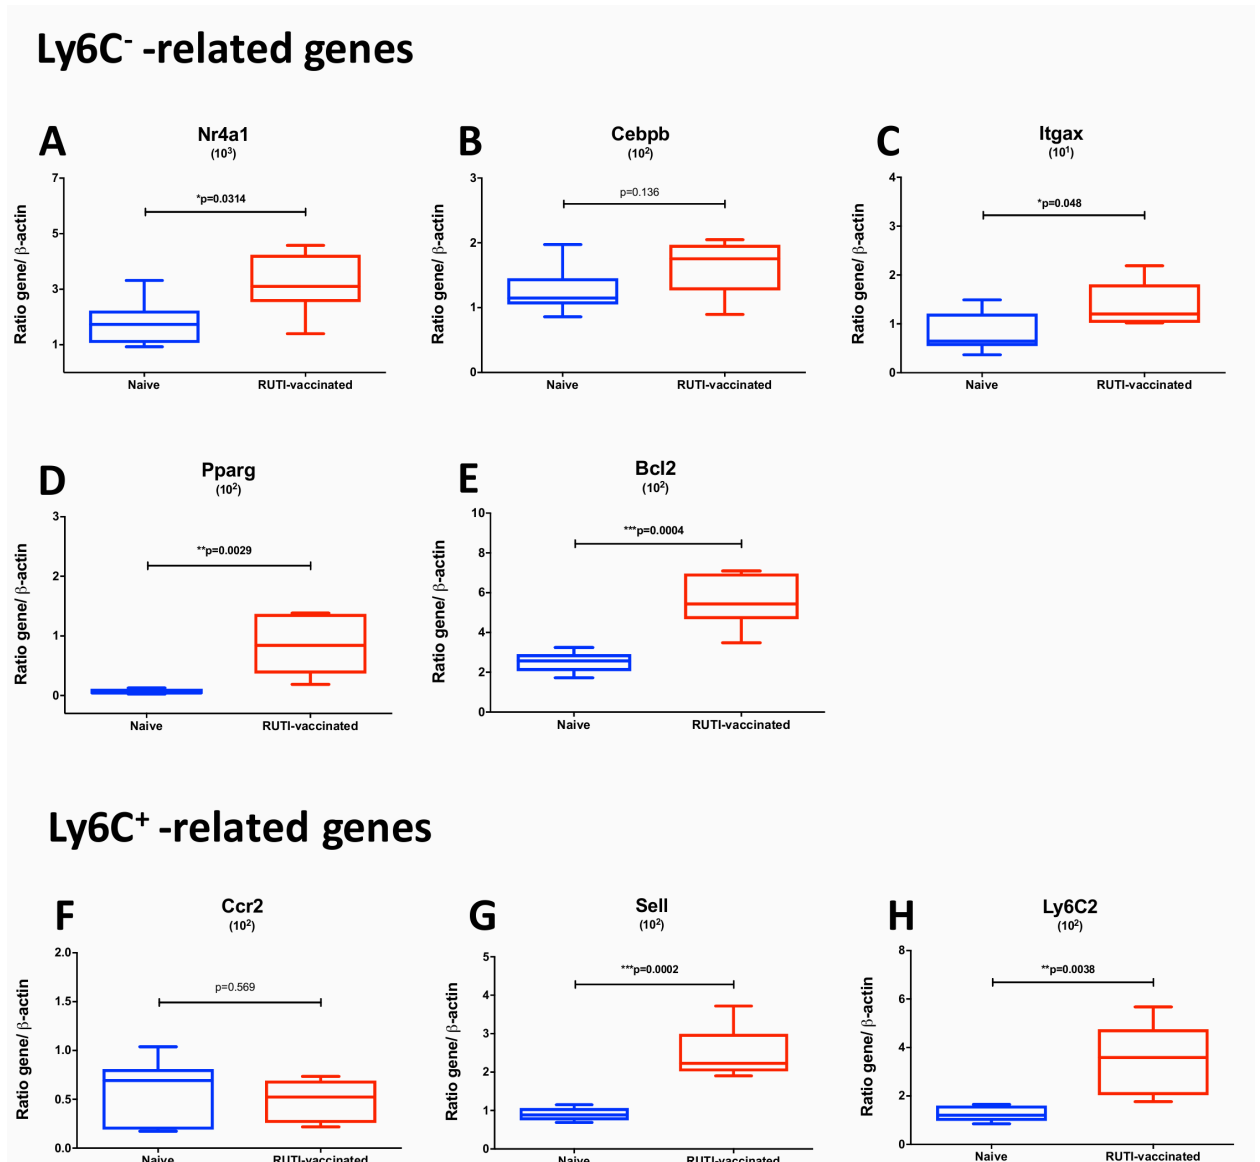 Ly6C⁻ -related genes
A
Nr4a1
(10³)
Ratio gene/ β-actin
7
5
3
1
*p=0.0314
Naive
RUTI-vaccinated
B
Cebpb
(10²)
Ratio gene/ β-actin
3
2
1
0
p=0.136
Naive
RUTI-vaccinated
C
Itgax
(10¹)
Ratio gene/ β-actin
4
3
2
1
0
*p=0.048
Naive
RUTI-vaccinated
D
Pparg
(10²)
Ratio gene/ β-actin
3
2
1
0
**p=0.0029
Naive
RUTI-vaccinated
E
Bcl2
(10²)
Ratio gene/ β-actin
10
8
6
4
2
0
***p=0.0004
Naive
RUTI-vaccinated
Ly6C⁺ -related genes
F
Ccr2
(10²)
Ratio gene/ β-actin
2.0
1.5
1.0
0.5
0.0
p=0.569
Naive
RUTI-vaccinated
G
Sell
(10²)
Ratio gene/ β-actin
5
4
3
2
1
0
***p=0.0002
Naive
RUTI-vaccinated
H
Ly6C2
(10²)
Ratio gene/ β-actin
8
6
4
2
0
**p=0.0038
Naive
RUTI-vaccinated